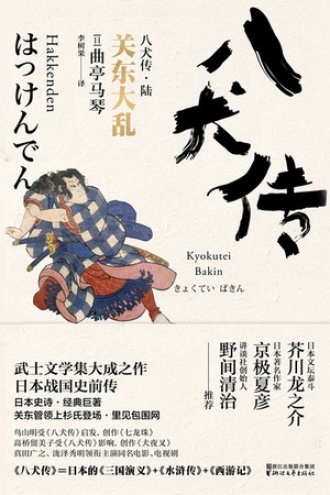 八犬传
八犬传·陆
关东大乱
[日]曲亭马琴
李树果 译
Hakkenden
はっけんでん
Kyokutei
Bakin
きょくてい ばきん
武士文学集大成之作
日本战国史前传
日本史诗·经典巨著
关东管领上杉氏登场·里见包围网
鸟山明受《八犬传》启发,创作《七龙珠》
高桥留美子受《八犬传》影响,创作《犬夜叉》
真田广之、泷泽秀明领衔主演同名电影、电视剧
《八犬传》=日本的《三国演义》+《水浒传》+《西游记》
日本文坛泰斗
芥川龙之介
日本著名作家
京极夏彦
讲谈社创始人
野间清治
——推荐
浙江出版联合集团
浙江文艺出版社